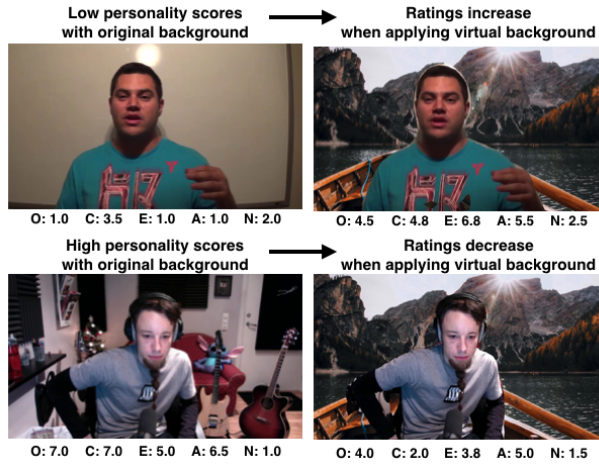 Low personality scores
with original background
Ratings increase
when applying virtual background
O: 1.0 C: 3.5 E: 1.0 A: 1.0 N: 2.0
O: 4.5 C: 4.8 E: 6.8 A: 5.5 N: 2.5
High personality scores
with original background
Ratings decrease
when applying virtual background
O: 7.0 C: 7.0 E: 5.0 A: 6.5 N: 1.0
O: 4.0 C: 2.0 E: 3.8 A: 5.0 N: 1.5